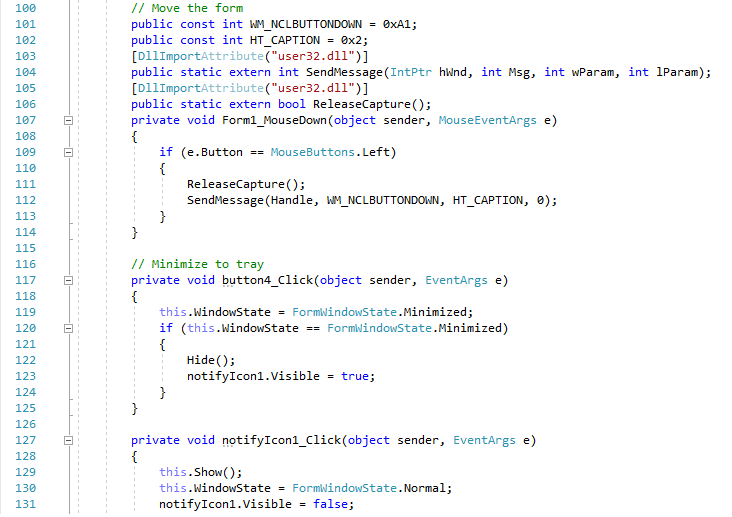 100 // Move the form
101 public const int WM_NCLBUTTONDOWN = 0xA1;
102 public const int HT_CAPTION = 0x2;
103 [DllImportAttribute("user32.dll")]
104 public static extern int SendMessage(IntPtr hWnd, int Msg, int wParam, int lParam);
105 [DllImportAttribute("user32.dll")]
106 public static extern bool ReleaseCapture();
107 private void Form1_MouseDown(object sender, MouseEventArgs e)
108 {
109 if (e.Button == MouseButtons.Left)
110 {
111 ReleaseCapture();
112 SendMessage(Handle, WM_NCLBUTTONDOWN, HT_CAPTION, 0);
113 }
114 }
115
116 // Minimize to tray
117 private void button4_Click(object sender, EventArgs e)
118 {
119 this.WindowState = FormWindowState.Minimized;
120 if (this.WindowState == FormWindowState.Minimized)
121 {
122 Hide();
123 notifyIcon1.Visible = true;
124 }
125 }
126
127 private void notifyIcon1_Click(object sender, EventArgs e)
128 {
129 this.Show();
130 this.WindowState = FormWindowState.Normal;
131 notifyIcon1.Visible = false;